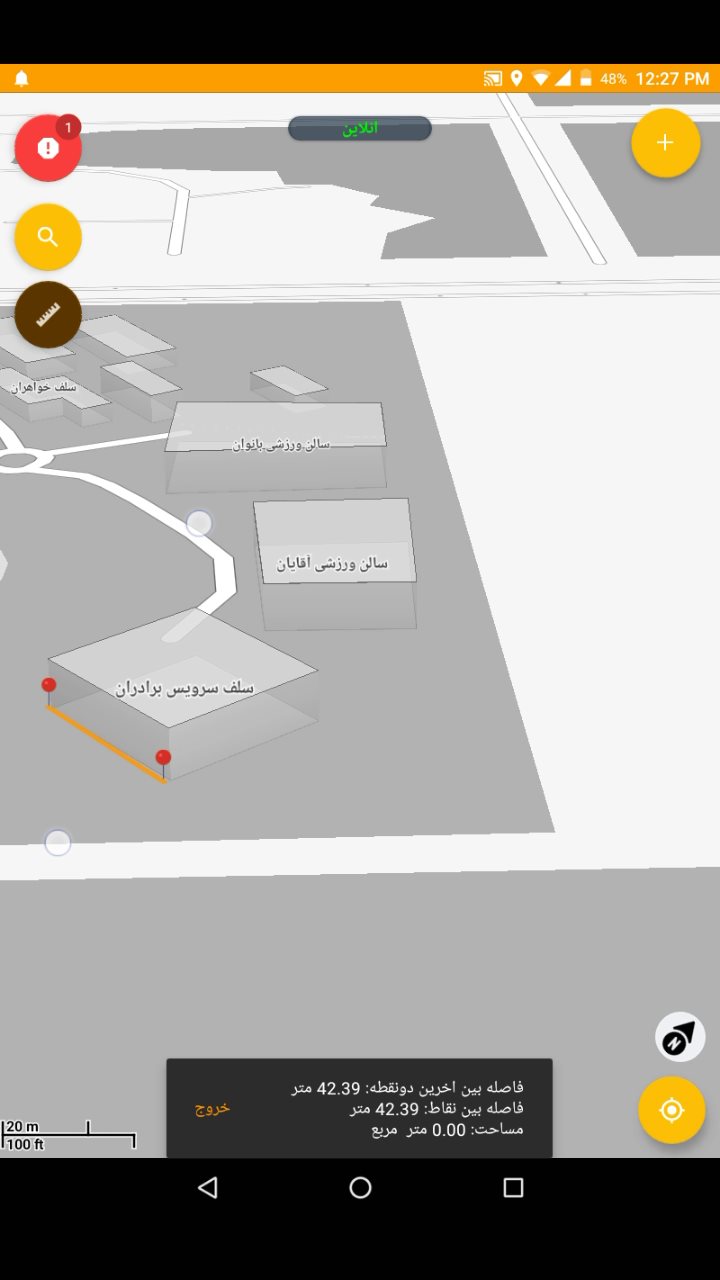 48% 12:27 PM
1
آنلاین
سلف خواهران
سالن ورزشی بانوان
سالن ورزشی آقایان
سلف سرویس برادران
N
فاصله بین آخرین دونقطه: 42.39 متر
فاصله بین نقاط: 42.39 متر
مساحت: 0.00 متر مربع
خروج
20 m
100 ft